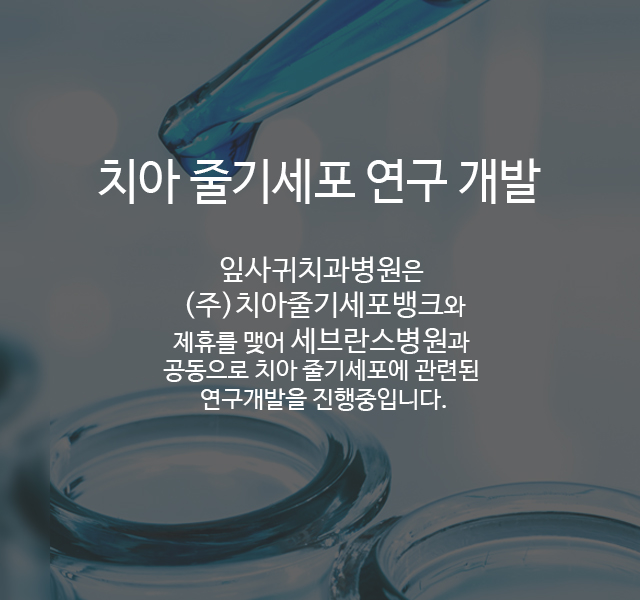 치아 줄기세포 연구 개발
잎사귀치과병원은
(주)치아줄기세포뱅크와
제휴를 맺어 세브란스병원과
공동으로 치아 줄기세포에 관련된
연구개발을 진행중입니다.